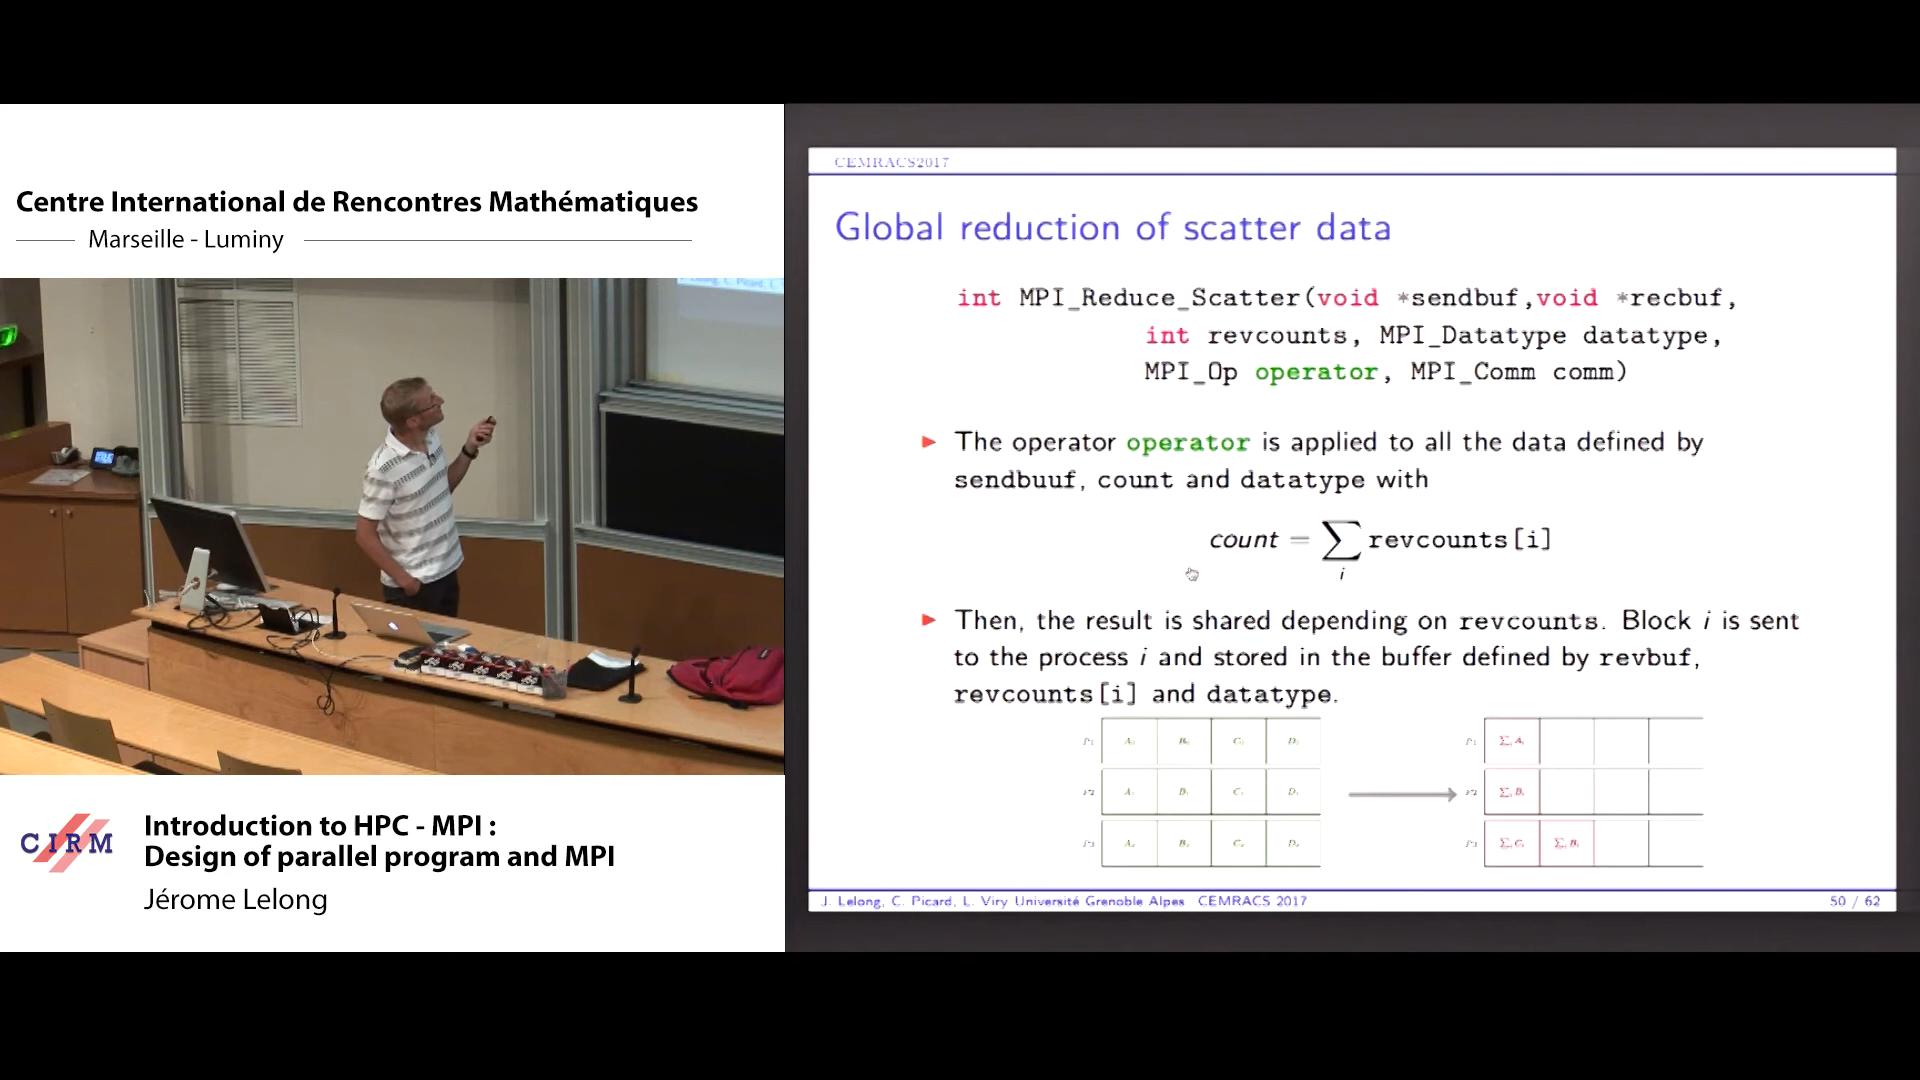 Centre International de Rencontres Mathématiques
Marseille - Luminy
CIRM
Introduction to HPC - MPI :
Design of parallel program and MPI
Jérome Lelong
CEMRACS2017
Global reduction of scatter data
int MPI_Reduce_Scatter(void *sendbuf,void *recbuf,
int revcounts, MPI_Datatype datatype,
MPI_Op operator, MPI_Comm comm)
► The operator operator is applied to all the data defined by
sendbuuf, count and datatype with
count = ∑ revcounts[i]
i
► Then, the result is shared depending on revcounts. Block i is sent
to the process i and stored in the buffer defined by revbuf,
revcounts[i] and datatype.
J. Lelong, C. Picard, L. Viry Université Grenoble Alpes CEMRACS 2017
50 / 62